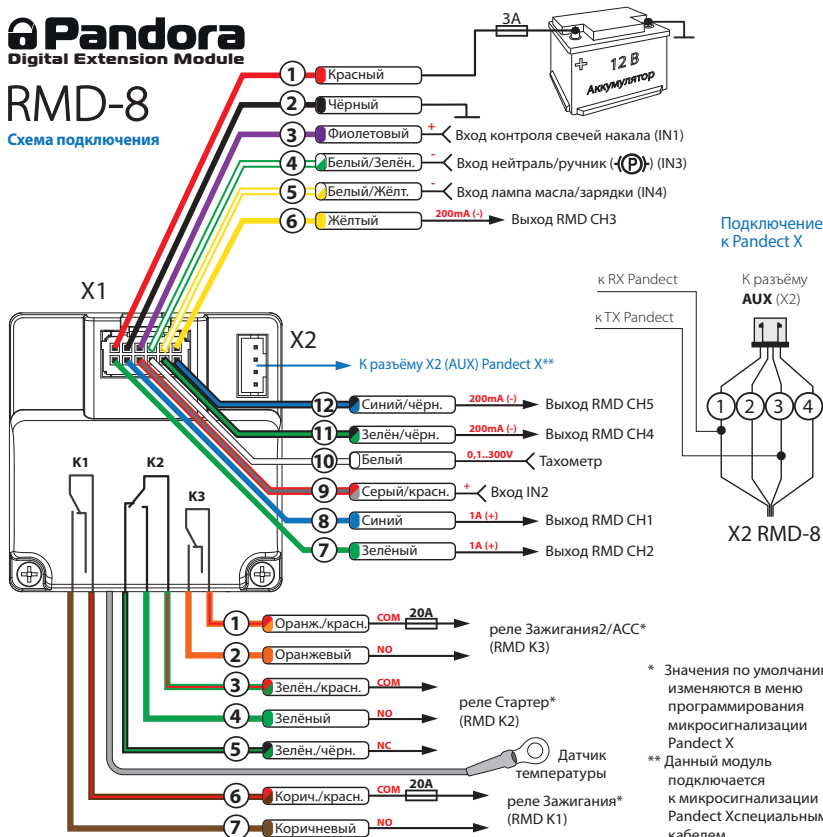 Pandora
Digital Extension Module
RMD-8
Схема подключения
3А
+ 12 В
Аккумулятор
1 Красный
2 Чёрный
3 Фиолетовый + Вход контроля свечей накала (IN1)
4 Белый/Зелён. - Вход нейтраль/ручник (P) (IN3)
5 Белый/Жёлт. - Вход лампа масла/зарядки (IN4)
6 Жёлтый 200mA (-) Выход RMD CH3
Подключение
к Pandect X
к RX Pandect
к TX Pandect
К разъёму
AUX (X2)
1 2 3 4
X2 RMD-8
X1
X2
К разъёму X2 (AUX) Pandect X**
12 Синий/чёрн. 200mA (-) Выход RMD CH5
11 Зелён/чёрн. 200mA (-) Выход RMD CH4
10 Белый 0,1..300V Тахометр
9 Серый/красн. + Вход IN2
8 Синий 1A (+) Выход RMD CH1
7 Зелёный 1A (+) Выход RMD CH2
K1
K2
K3
1 Оранж./красн. COM 20A
2 Оранжевый NO
реле Зажигания2/ACC*
(RMD K3)
3 Зелён./красн. COM
4 Зелёный NO
5 Зелён./чёрн. NC
реле Стартер*
(RMD K2)
Датчик
температуры
6 Корич./красн. COM 20A
7 Коричневый NO
реле Зажигания*
(RMD K1)
* Значения по умолчанию
изменяются в меню
программирования
микросигнализации
Pandect X
** Данный модуль
подключается
к микросигнализации
Pandect Xспециальным
кабелем